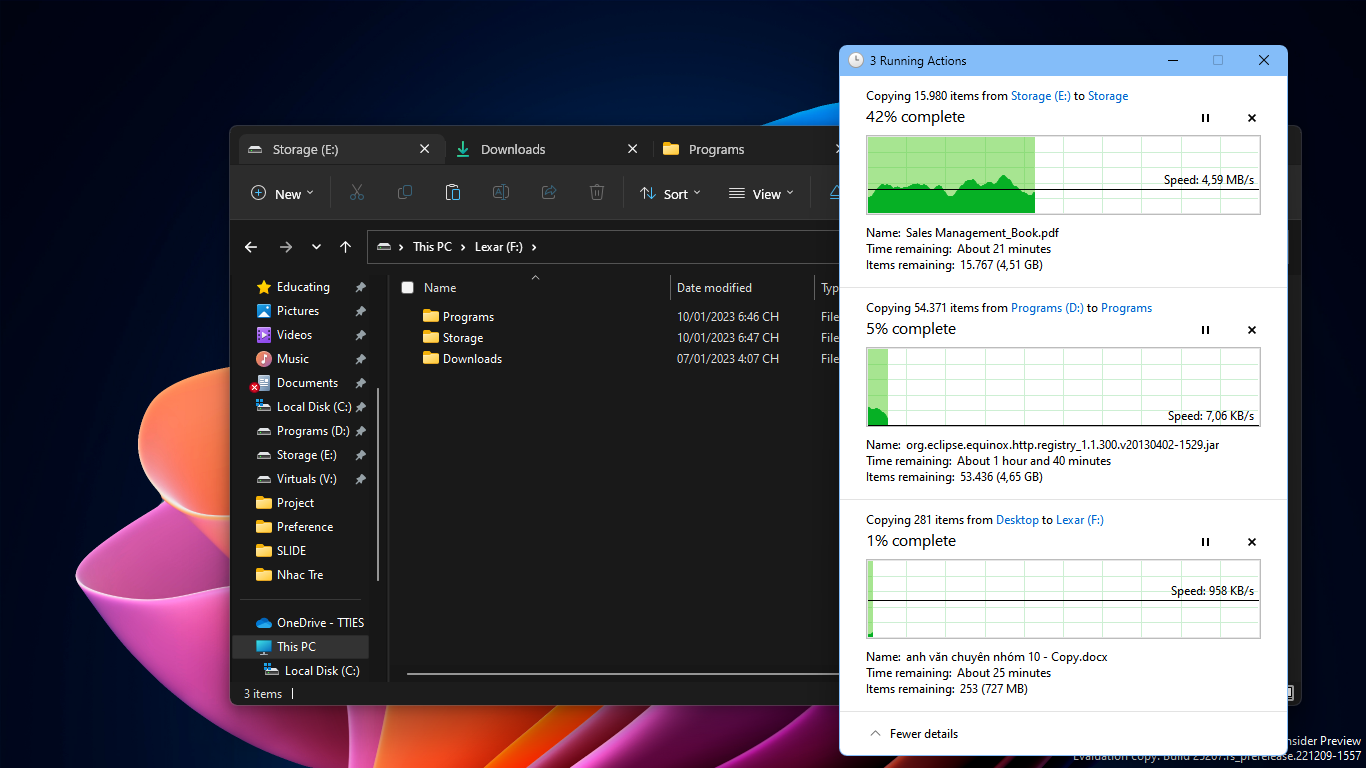 3 Running Actions
Copying 15.980 items from Storage (E:) to Storage
42% complete
Speed: 4,59 MB/s
Name: Sales Management_Book.pdf
Time remaining: About 21 minutes
Items remaining: 15.767 (4,51 GB)
Copying 54.371 items from Programs (D:) to Programs
5% complete
Speed: 7,06 KB/s
Name: org.eclipse.equinox.http.registry_1.1.300.v20130402-1529.jar
Time remaining: About 1 hour and 40 minutes
Items remaining: 53.436 (4,65 GB)
Copying 281 items from Desktop to Lexar (F:)
1% complete
Speed: 958 KB/s
Name: anh văn chuyên nhóm 10 - Copy.docx
Time remaining: About 25 minutes
Items remaining: 253 (727 MB)
Fewer details
Storage (E:) Downloads Programs
New Sort View
This PC Lexar (F:)
Name Date modified Typ
Programs 10/01/2023 6:46 CH File
Storage 10/01/2023 6:47 CH File
Downloads 07/01/2023 4:07 CH File
Educating
Pictures
Videos
Music
Documents
Local Disk (C:)
Programs (D:)
Storage (E:)
Virtuals (V:)
Project
Preference
SLIDE
Nhac Tre
OneDrive - TTIES
This PC
Local Disk (C:)
3 items
nsider Preview
Evaluation copy. Build 25267.rs_prerelease.221209-1557